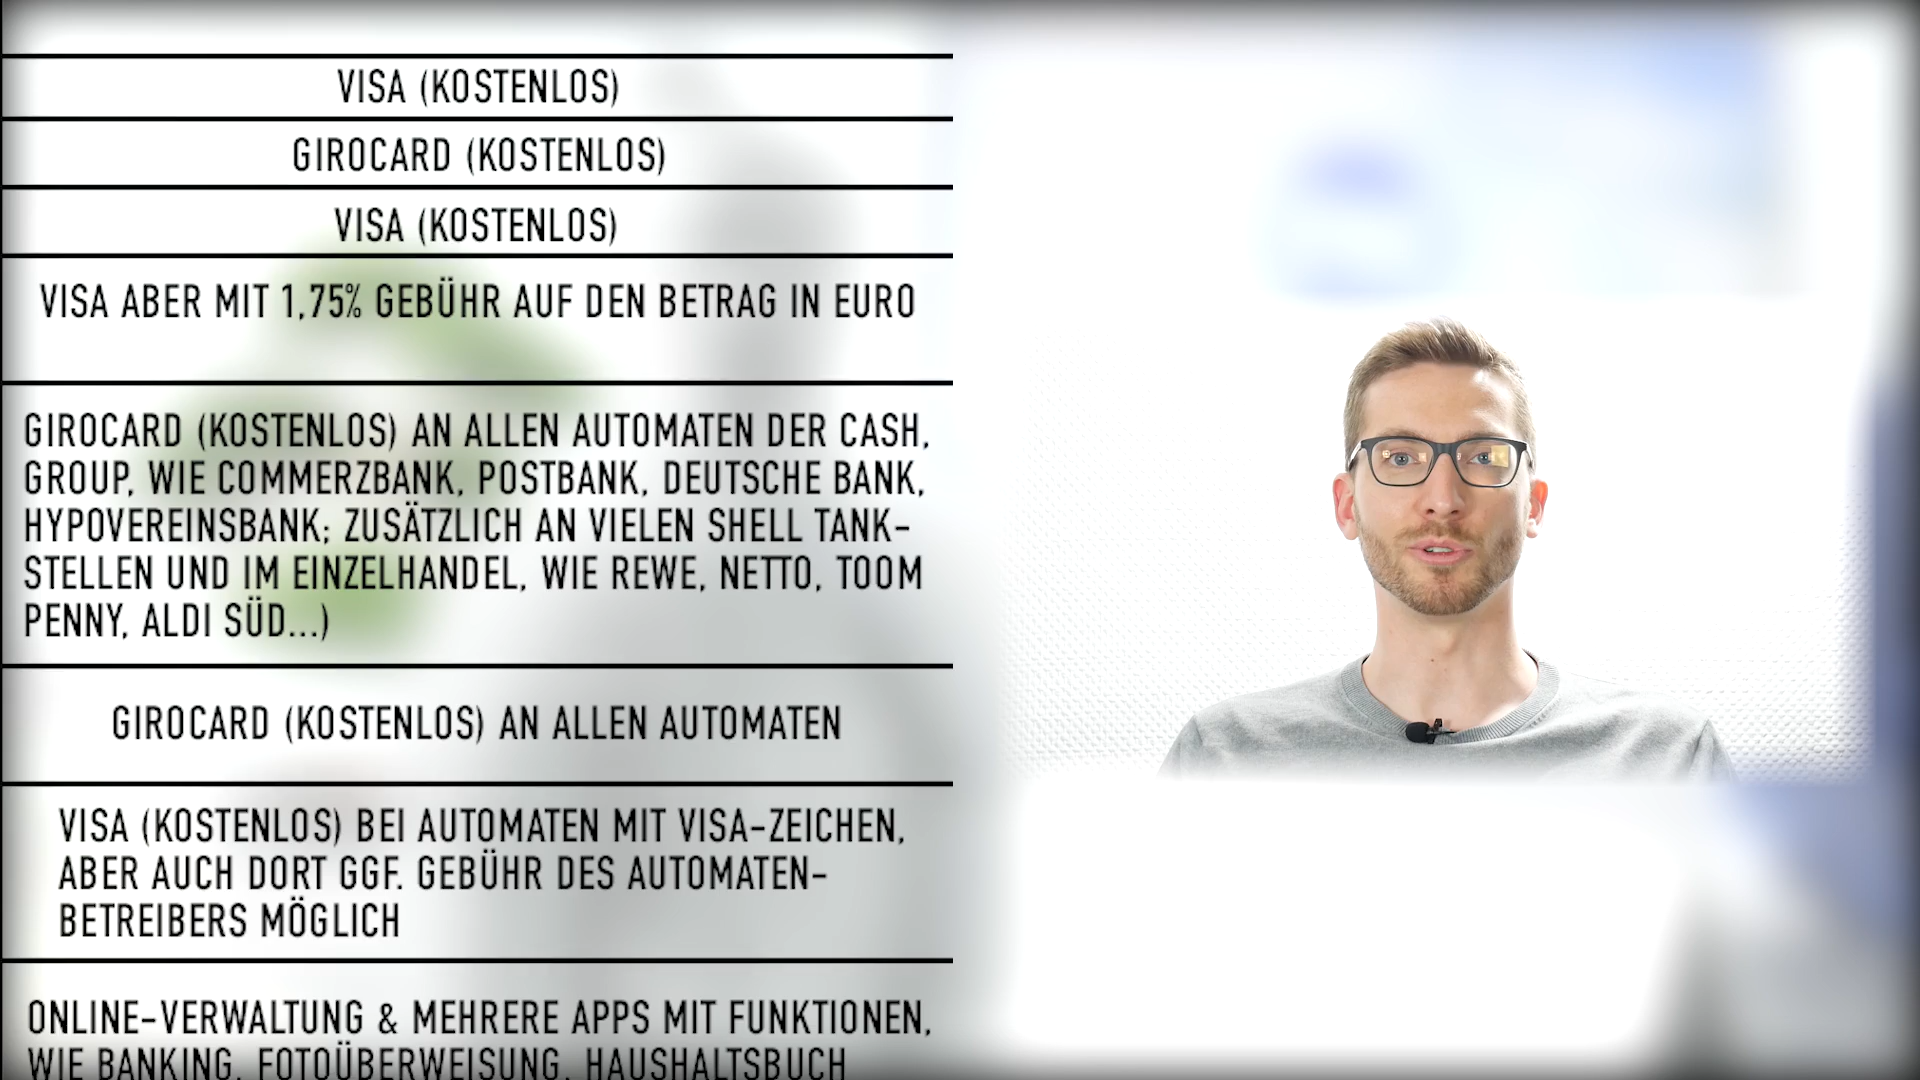 VISA (KOSTENLOS)
GIROCARD (KOSTENLOS)
VISA (KOSTENLOS)
VISA ABER MIT 1,75% GEBÜHR AUF DEN BETRAG IN EURO
GIROCARD (KOSTENLOS) AN ALLEN AUTOMATEN DER CASH,
GROUP, WIE COMMERZBANK, POSTBANK, DEUTSCHE BANK,
HYPOVEREINSBANK; ZUSÄTZLICH AN VIELEN SHELL TANK-
STELLEN UND IM EINZELHANDEL, WIE REWE, NETTO, TOOM
PENNY, ALDI SÜD...)
GIROCARD (KOSTENLOS) AN ALLEN AUTOMATEN
VISA (KOSTENLOS) BEI AUTOMATEN MIT VISA-ZEICHEN,
ABER AUCH DORT GGF. GEBÜHR DES AUTOMATEN-
BETREIBERS MÖGLICH
ONLINE-VERWALTUNG & MEHRERE APPS MIT FUNKTIONEN,
WIE BANKING, FOTOÜBERWEISUNG, HAUSHALTSBUCH